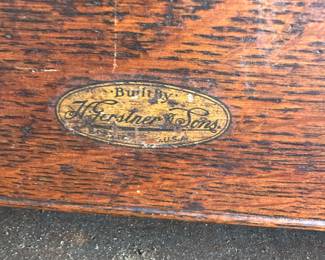 Built By
H. Gerstner & Sons
U.S.A.